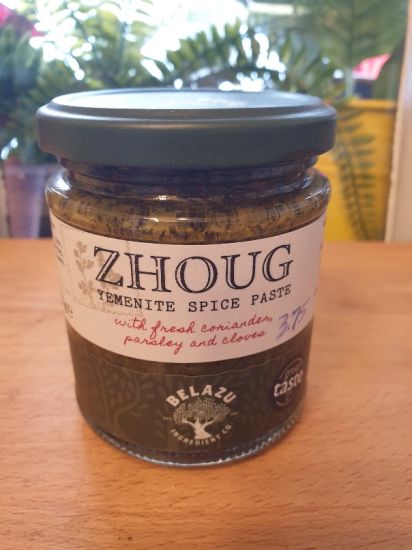 ZHOUG
YEMENITE SPICE PASTE
with fresh coriander,
parsley and cloves
3.75
BELAZU
INGREDIENT CO.
taste